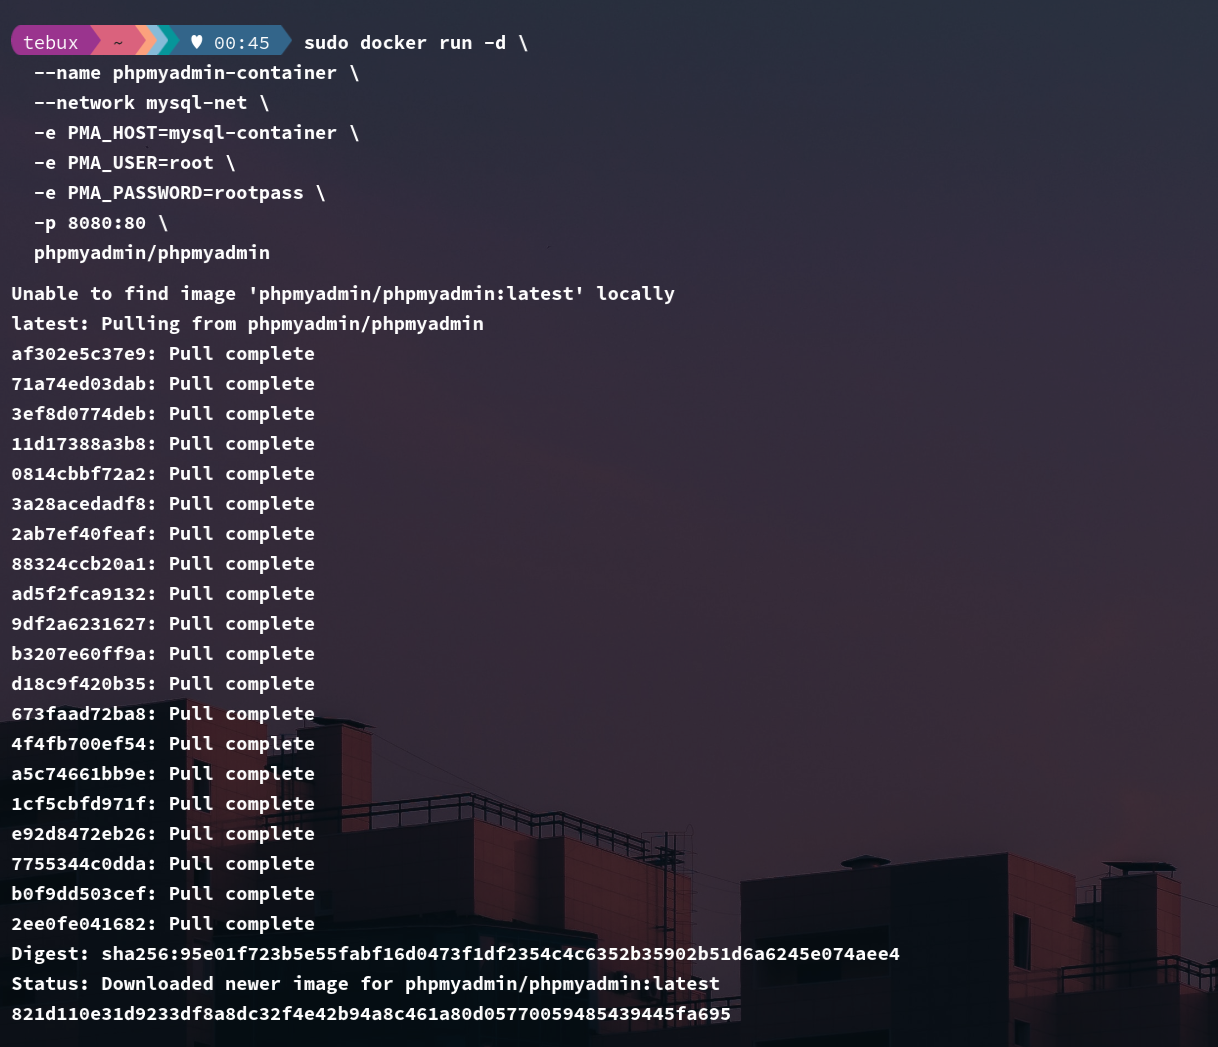 tebux ~ ♥ 00:45 sudo docker run -d \
--name phpmyadmin-container \
--network mysql-net \
-e PMA_HOST=mysql-container \
-e PMA_USER=root \
-e PMA_PASSWORD=rootpass \
-p 8080:80 \
phpmyadmin/phpmyadmin
Unable to find image 'phpmyadmin/phpmyadmin:latest' locally
latest: Pulling from phpmyadmin/phpmyadmin
af302e5c37e9: Pull complete
71a74ed03dab: Pull complete
3ef8d0774deb: Pull complete
11d17388a3b8: Pull complete
0814cbbf72a2: Pull complete
3a28acedadf8: Pull complete
2ab7ef40feaf: Pull complete
88324ccb20a1: Pull complete
ad5f2fca9132: Pull complete
9df2a6231627: Pull complete
b3207e60ff9a: Pull complete
d18c9f420b35: Pull complete
673faad72ba8: Pull complete
4f4fb700ef54: Pull complete
a5c74661bb9e: Pull complete
1cf5cbfd971f: Pull complete
e92d8472eb26: Pull complete
7755344c0dda: Pull complete
b0f9dd503cef: Pull complete
2ee0fe041682: Pull complete
Digest: sha256:95e01f723b5e55fabf16d0473f1df2354c4c6352b35902b51d6a6245e074aee4
Status: Downloaded newer image for phpmyadmin/phpmyadmin:latest
821d110e31d9233df8a8dc32f4e42b94a8c461a80d05770059485439445fa695